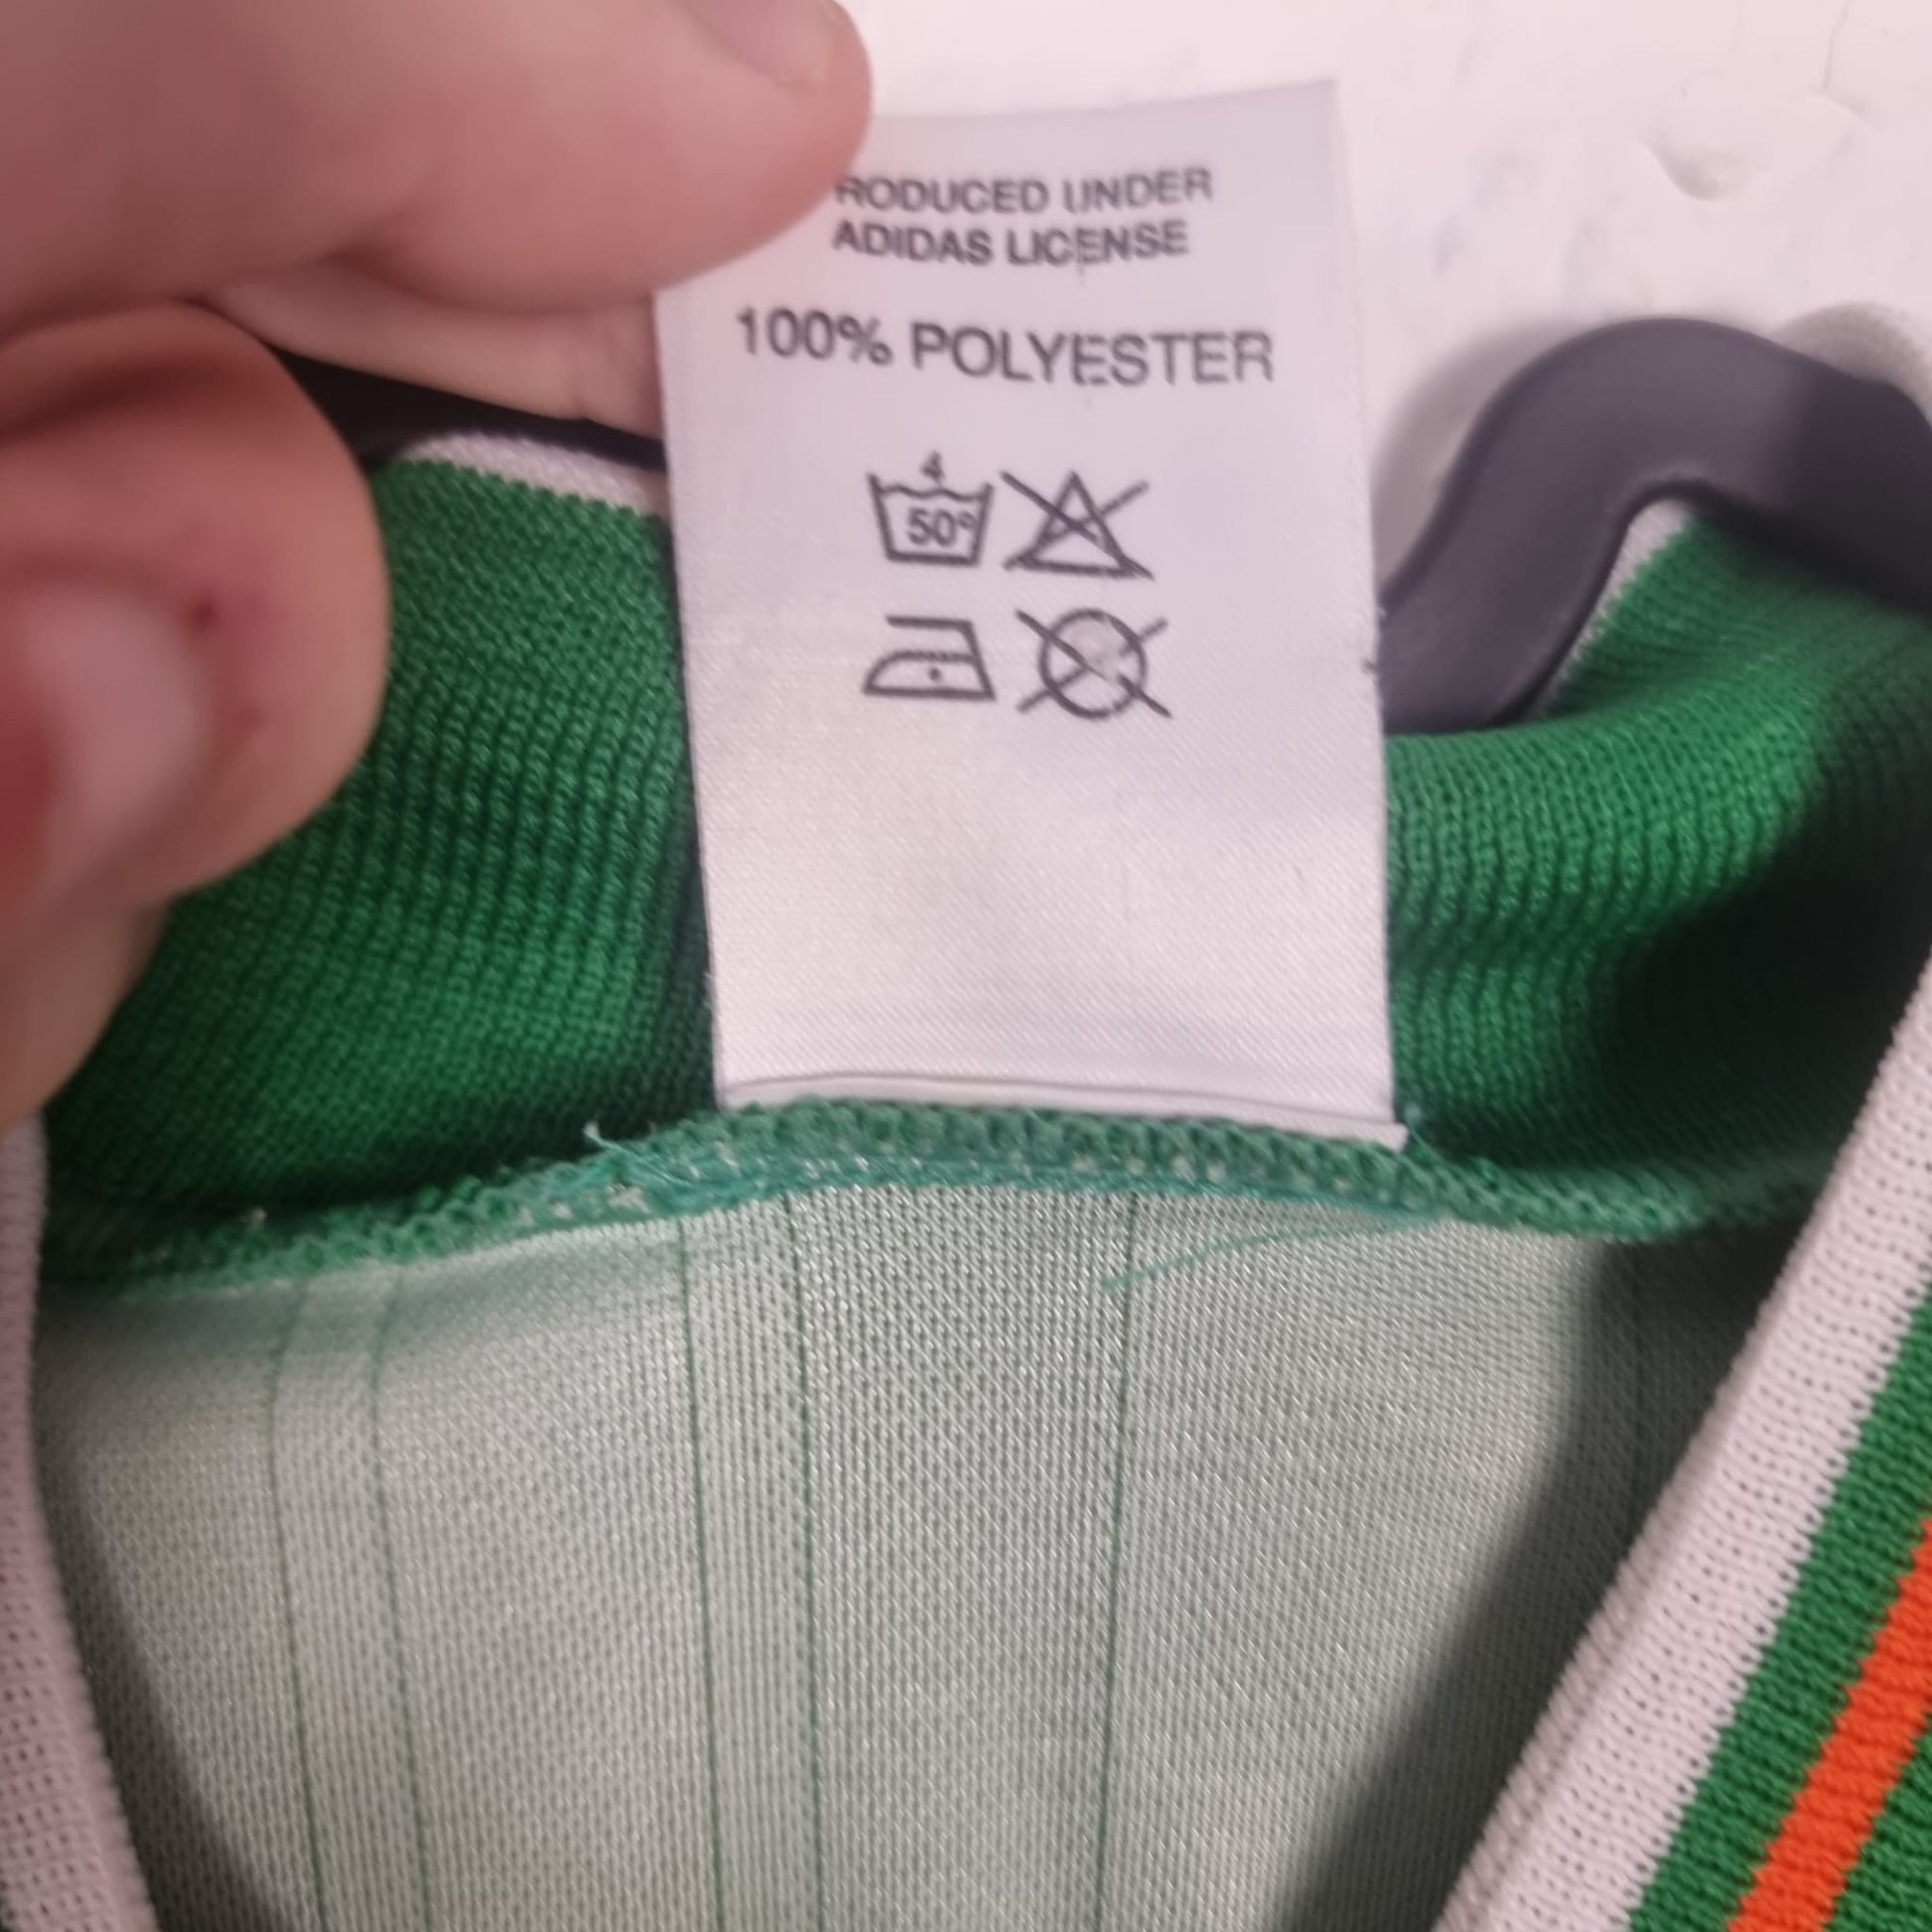 RODUCED UNDER
ADIDAS LICENSE
100% POLYESTER
4
50°